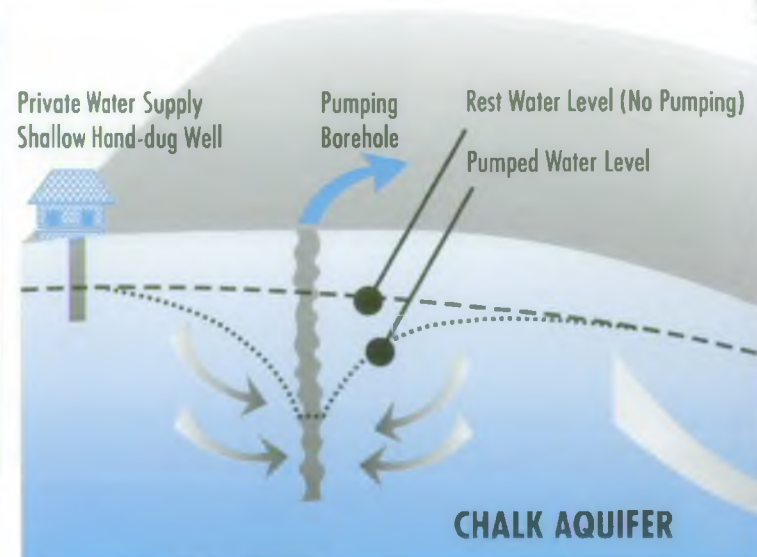 Private Water Supply
Shallow Hand-dug Well
Pumping
Borehole
Rest Water Level (No Pumping)
Pumped Water Level
CHALK AQUIFER